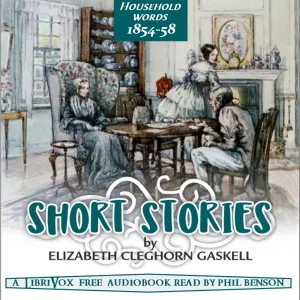 HOUSEHOLD
WORDS
1854-58
SHORT STORIES
by
ELIZABETH CLEGHORN GASKELL
A LIBRIVOX FREE AUDIOBOOK READ BY PHIL BENSON